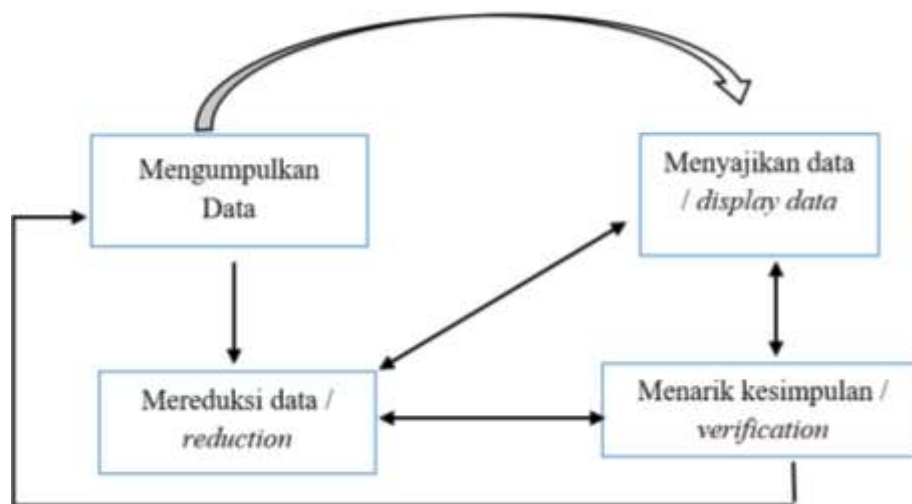 Mengumpulkan
Data
Menyajikan data
/ display data
Mereduksi data /
reduction
Menarik kesimpulan /
verification